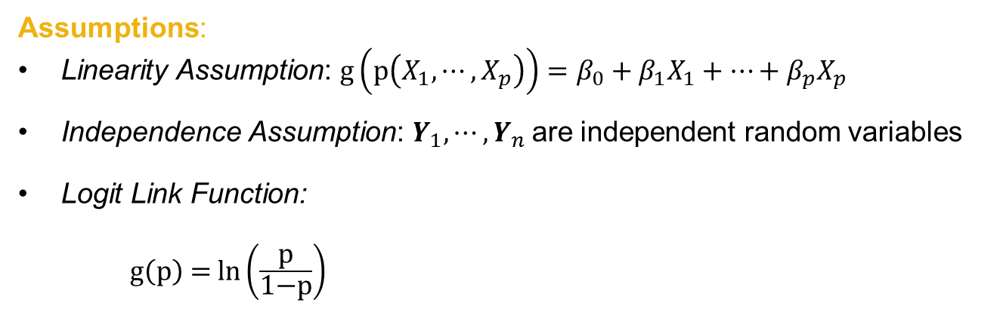 Assumptions:
• Linearity Assumption: g(p(X₁,⋯,Xₚ)) = β₀ + β₁X₁ + ⋯ + βₚXₚ
• Independence Assumption: Y₁,⋯,Yₙ are independent random variables
• Logit Link Function:
g(p) = ln(p/(1−p))